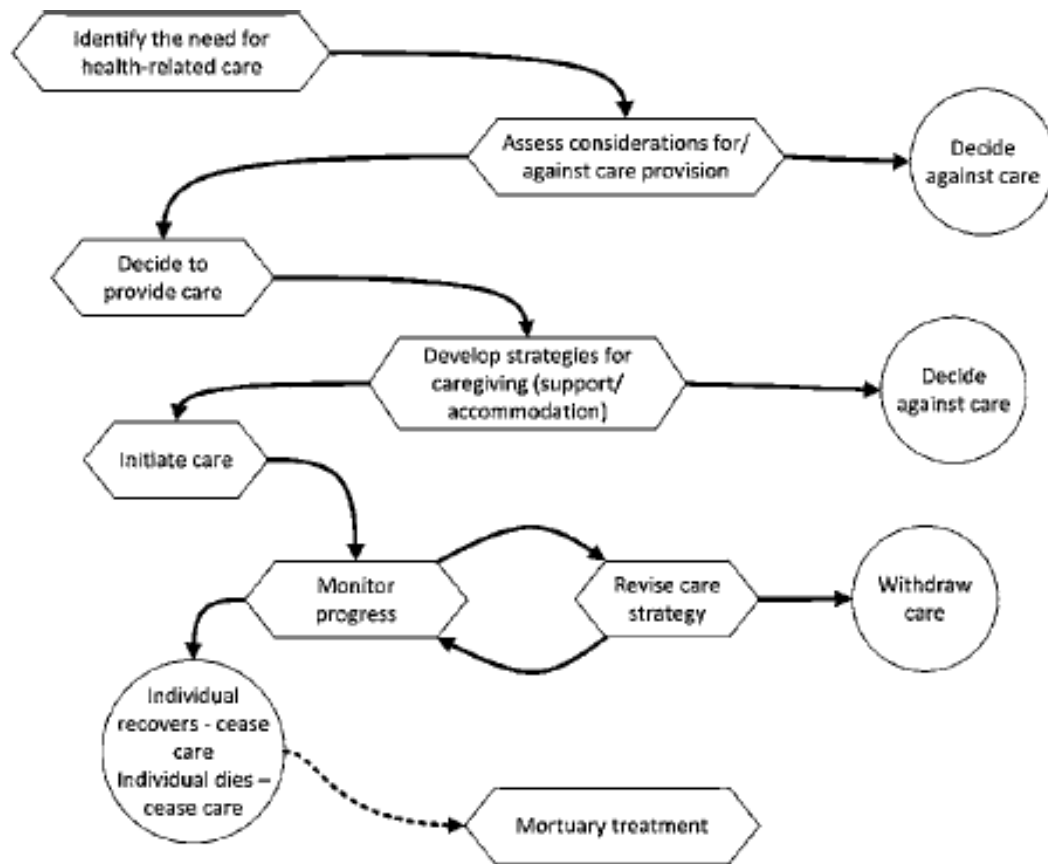 Identify the need for
health-related care
Assess considerations for/
against care provision
Decide
against care
Decide to
provide care
Develop strategies for
caregiving (support/
accommodation)
Decide
against care
Initiate care
Monitor
progress
Revise care
strategy
Withdraw
care
Individual
recovers - cease
care
Individual dies –
cease care
Mortuary treatment